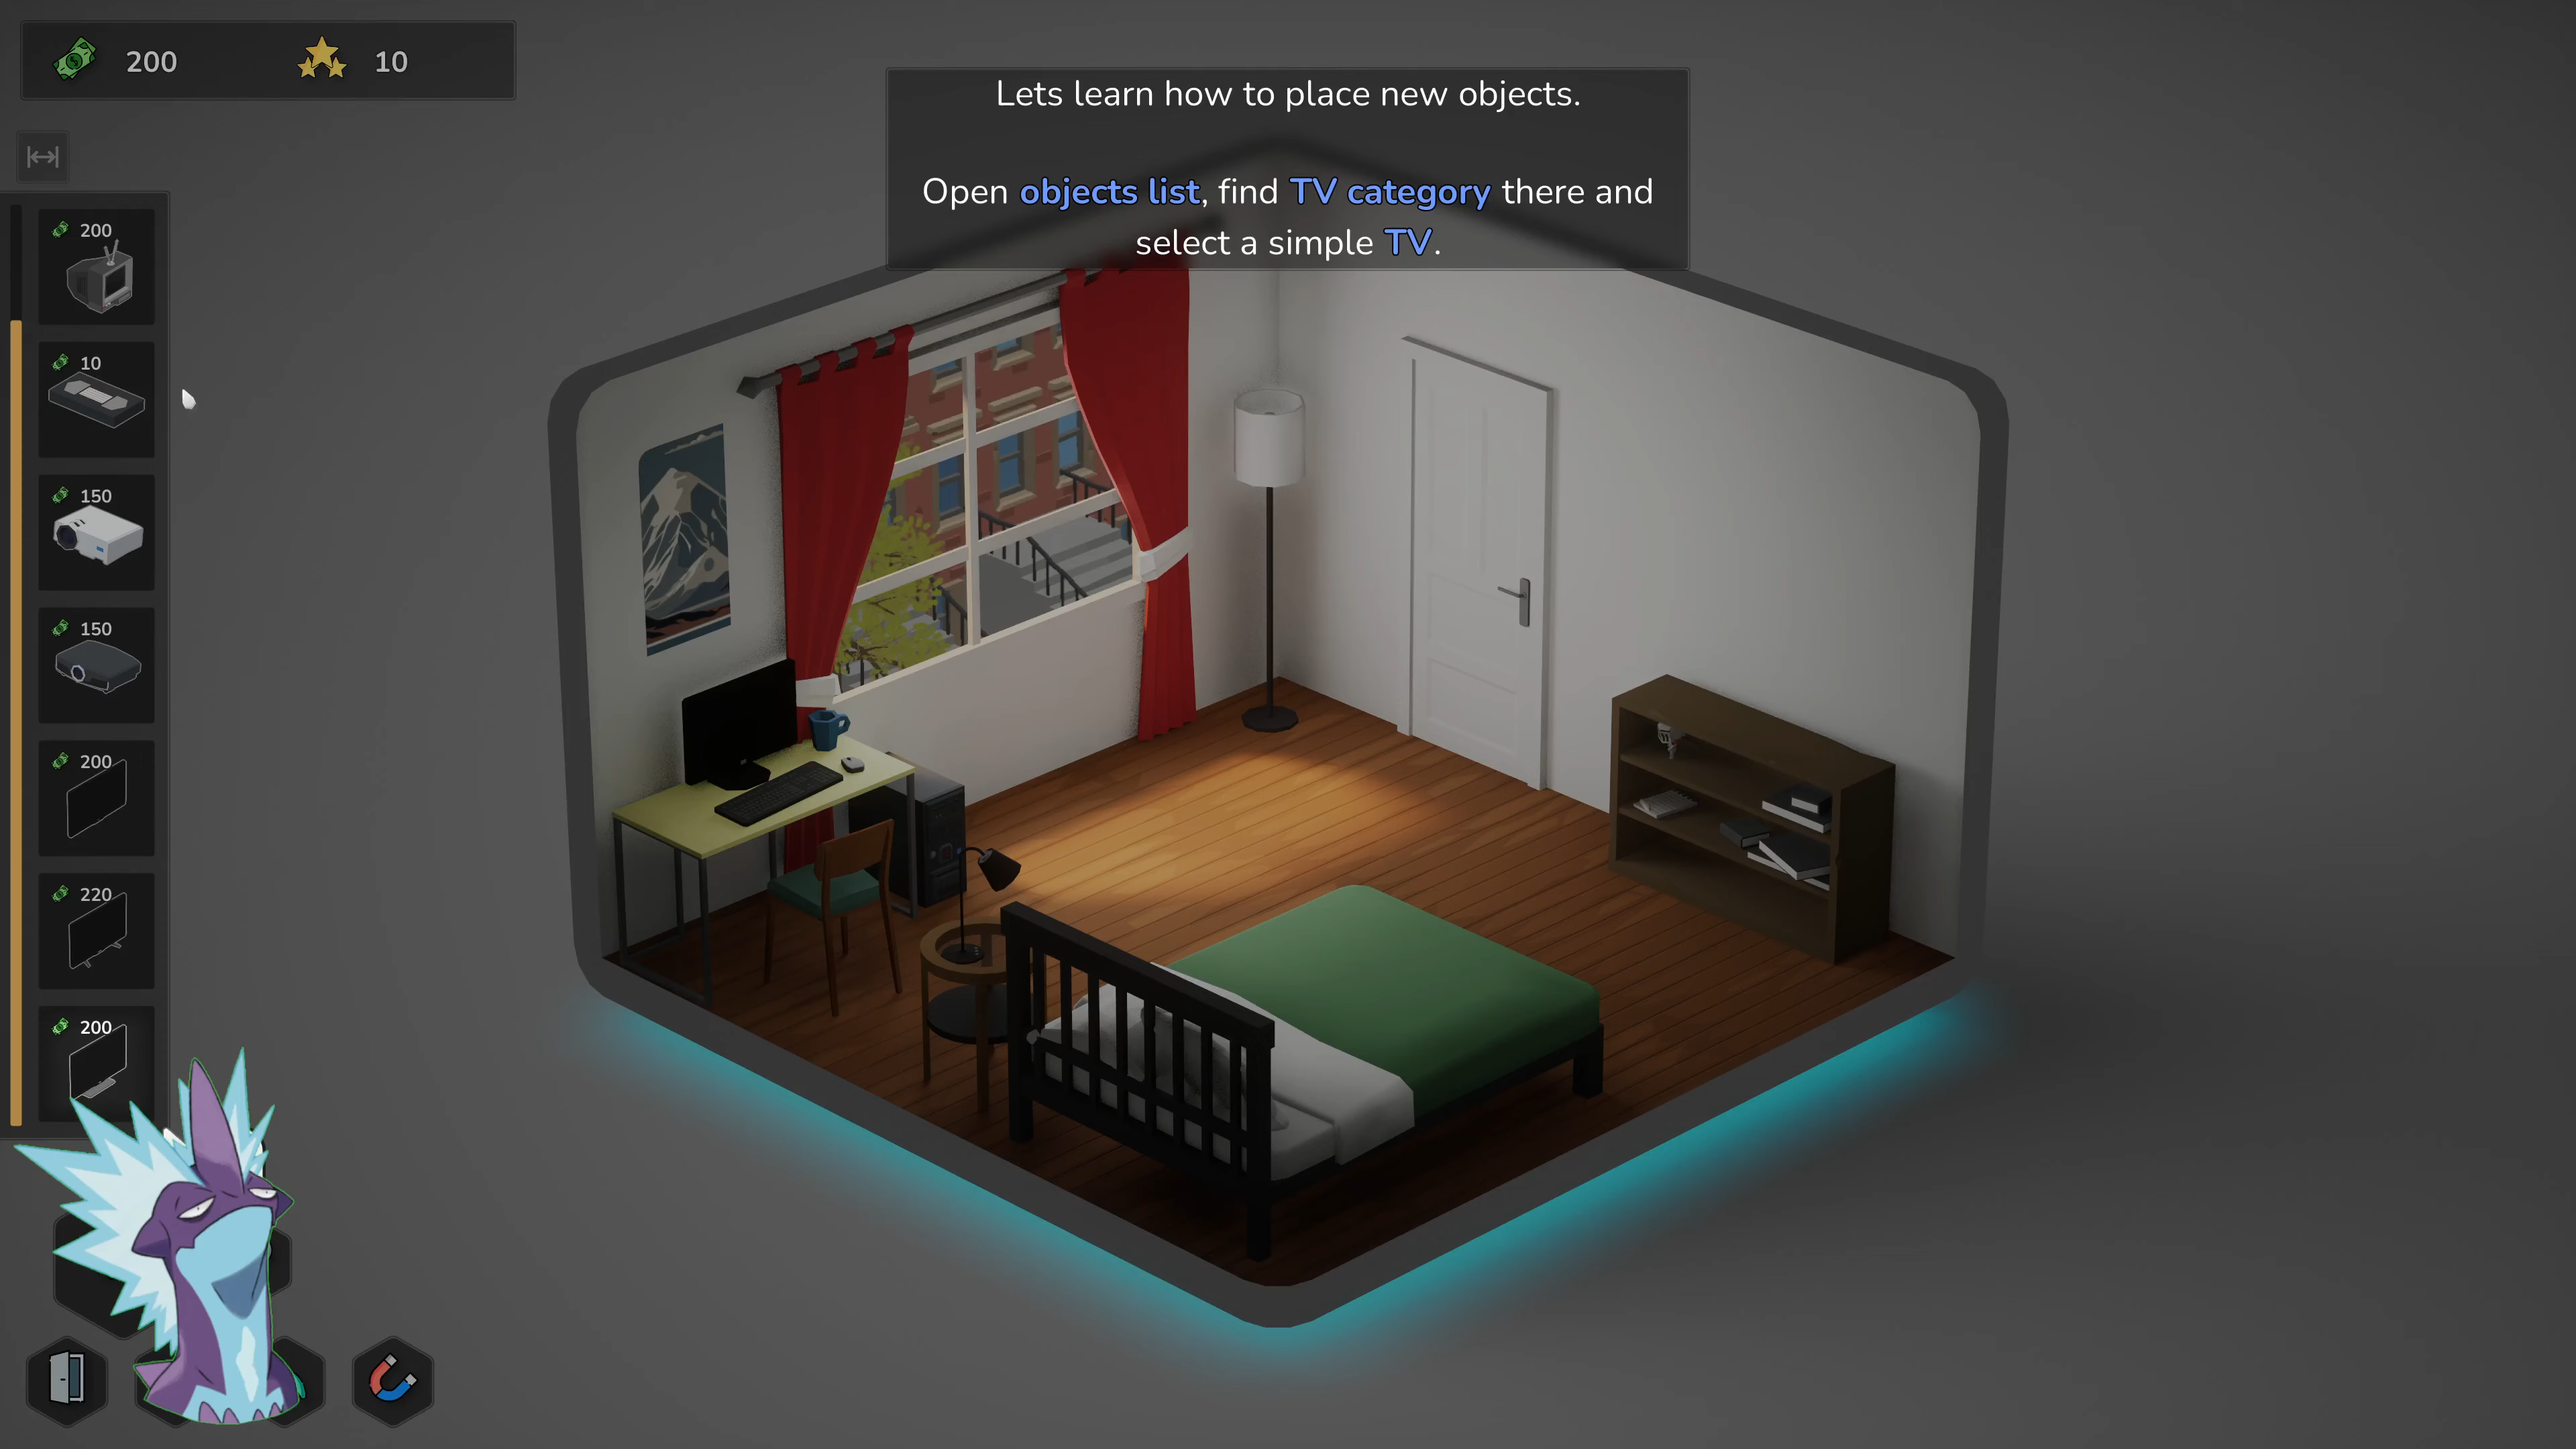 200 10
Lets learn how to place new objects.
Open objects list, find TV category there and
select a simple TV.
200
10
150
150
200
220
200